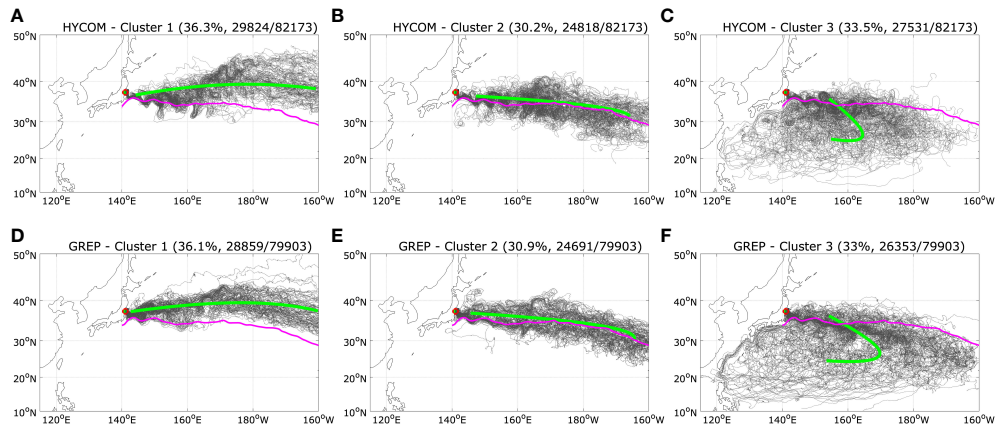 A
HYCOM - Cluster 1 (36.3%, 29824/82173)
50°N
40°N
30°N
20°N
10°N
120°E 140°E 160°E 180°W 160°W
B
HYCOM - Cluster 2 (30.2%, 24818/82173)
50°N
40°N
30°N
20°N
10°N
120°E 140°E 160°E 180°W 160°W
C
HYCOM - Cluster 3 (33.5%, 27531/82173)
50°N
40°N
30°N
20°N
10°N
120°E 140°E 160°E 180°W 160°W
D
GREP - Cluster 1 (36.1%, 28859/79903)
50°N
40°N
30°N
20°N
10°N
120°E 140°E 160°E 180°W 160°W
E
GREP - Cluster 2 (30.9%, 24691/79903)
50°N
40°N
30°N
20°N
10°N
120°E 140°E 160°E 180°W 160°W
F
GREP - Cluster 3 (33%, 26353/79903)
50°N
40°N
30°N
20°N
10°N
120°E 140°E 160°E 180°W 160°W